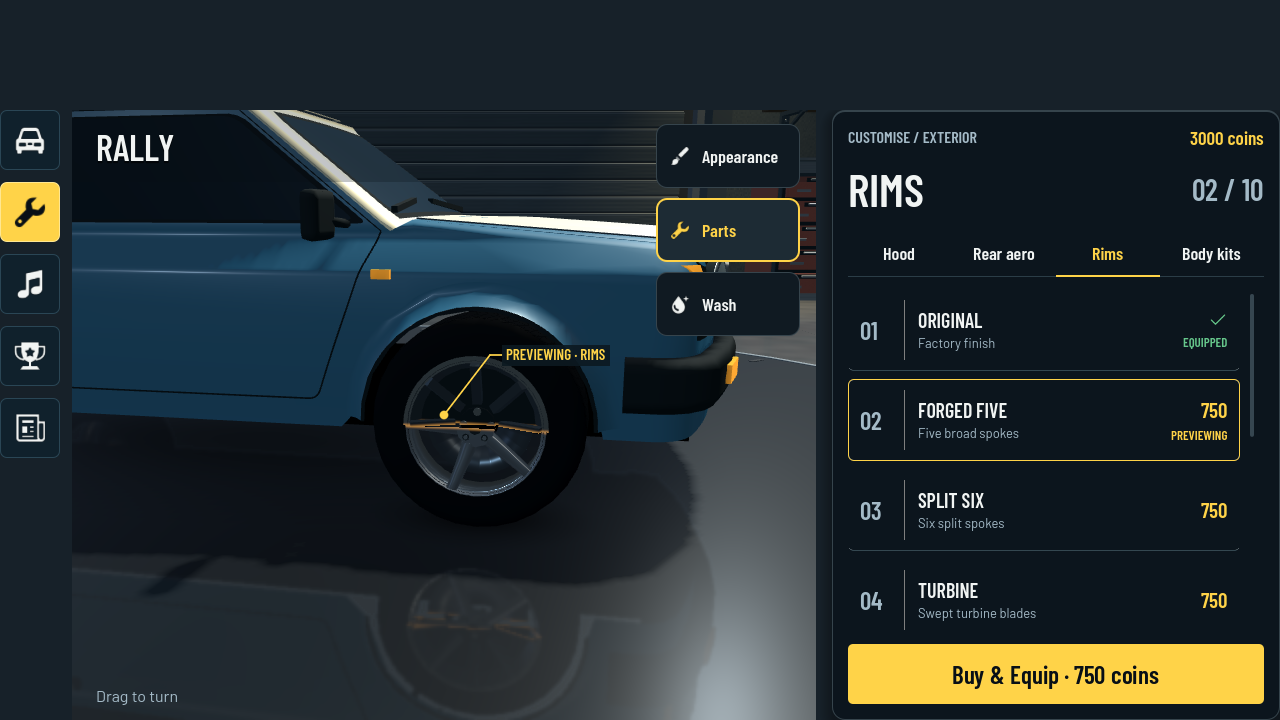 RALLY
Appearance
Parts
Wash
PREVIEWING · RIMS
Drag to turn
CUSTOMISE / EXTERIOR
3000 coins
RIMS
02 / 10
Hood
Rear aero
Rims
Body kits
01
ORIGINAL
Factory finish
EQUIPPED
02
FORGED FIVE
Five broad spokes
750
PREVIEWING
03
SPLIT SIX
Six split spokes
750
04
TURBINE
Swept turbine blades
750
Buy & Equip · 750 coins